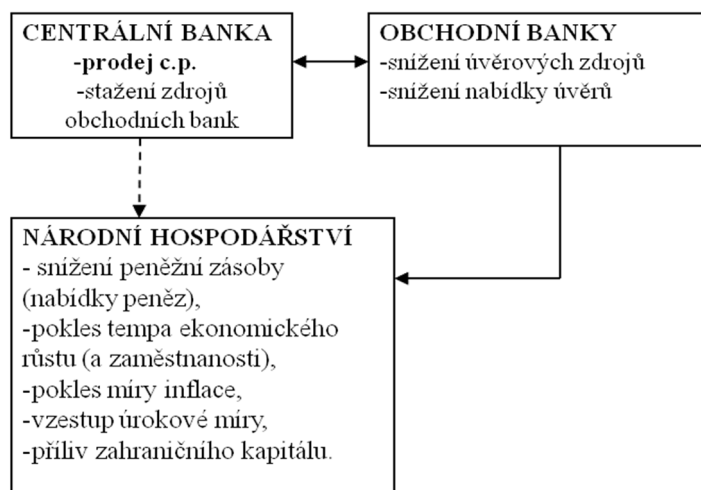 CENTRÁLNÍ BANKA
-prodej c.p.
-stažení zdrojů
obchodních bank
OBCHODNÍ BANKY
-snížení úvěrových zdrojů
-snížení nabídky úvěrů
NÁRODNÍ HOSPODÁŘSTVÍ
- snížení peněžní zásoby
(nabídky peněz),
-pokles tempa ekonomického
růstu (a zaměstnanosti),
-pokles míry inflace,
-vzestup úrokové míry,
-příliv zahraničního kapitálu.